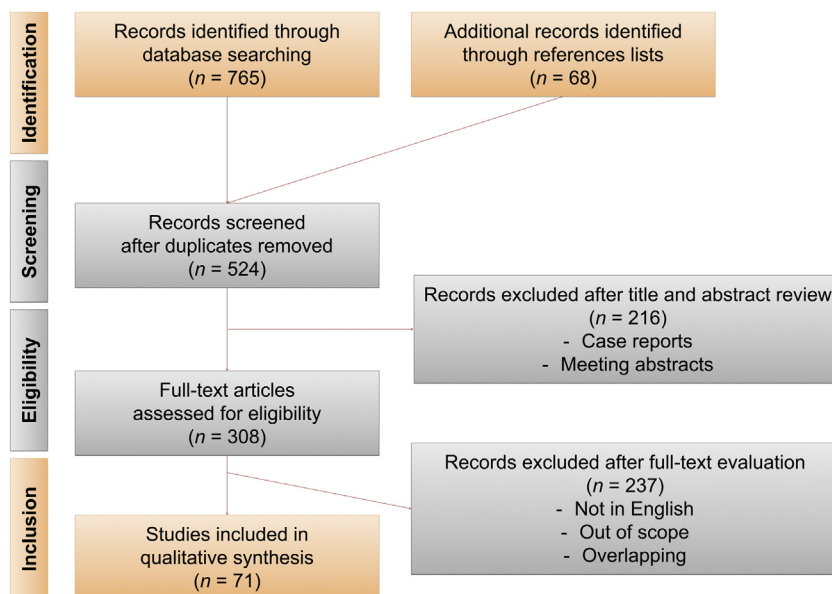 Identification
Records identified through
database searching
(n = 765)
Additional records identified
through references lists
(n = 68)
Screening
Records screened
after duplicates removed
(n = 524)
Records excluded after title and abstract review
(n = 216)
- Case reports
- Meeting abstracts
Eligibility
Full-text articles
assessed for eligibility
(n = 308)
Records excluded after full-text evaluation
(n = 237)
- Not in English
- Out of scope
- Overlapping
Inclusion
Studies included in
qualitative synthesis
(n = 71)